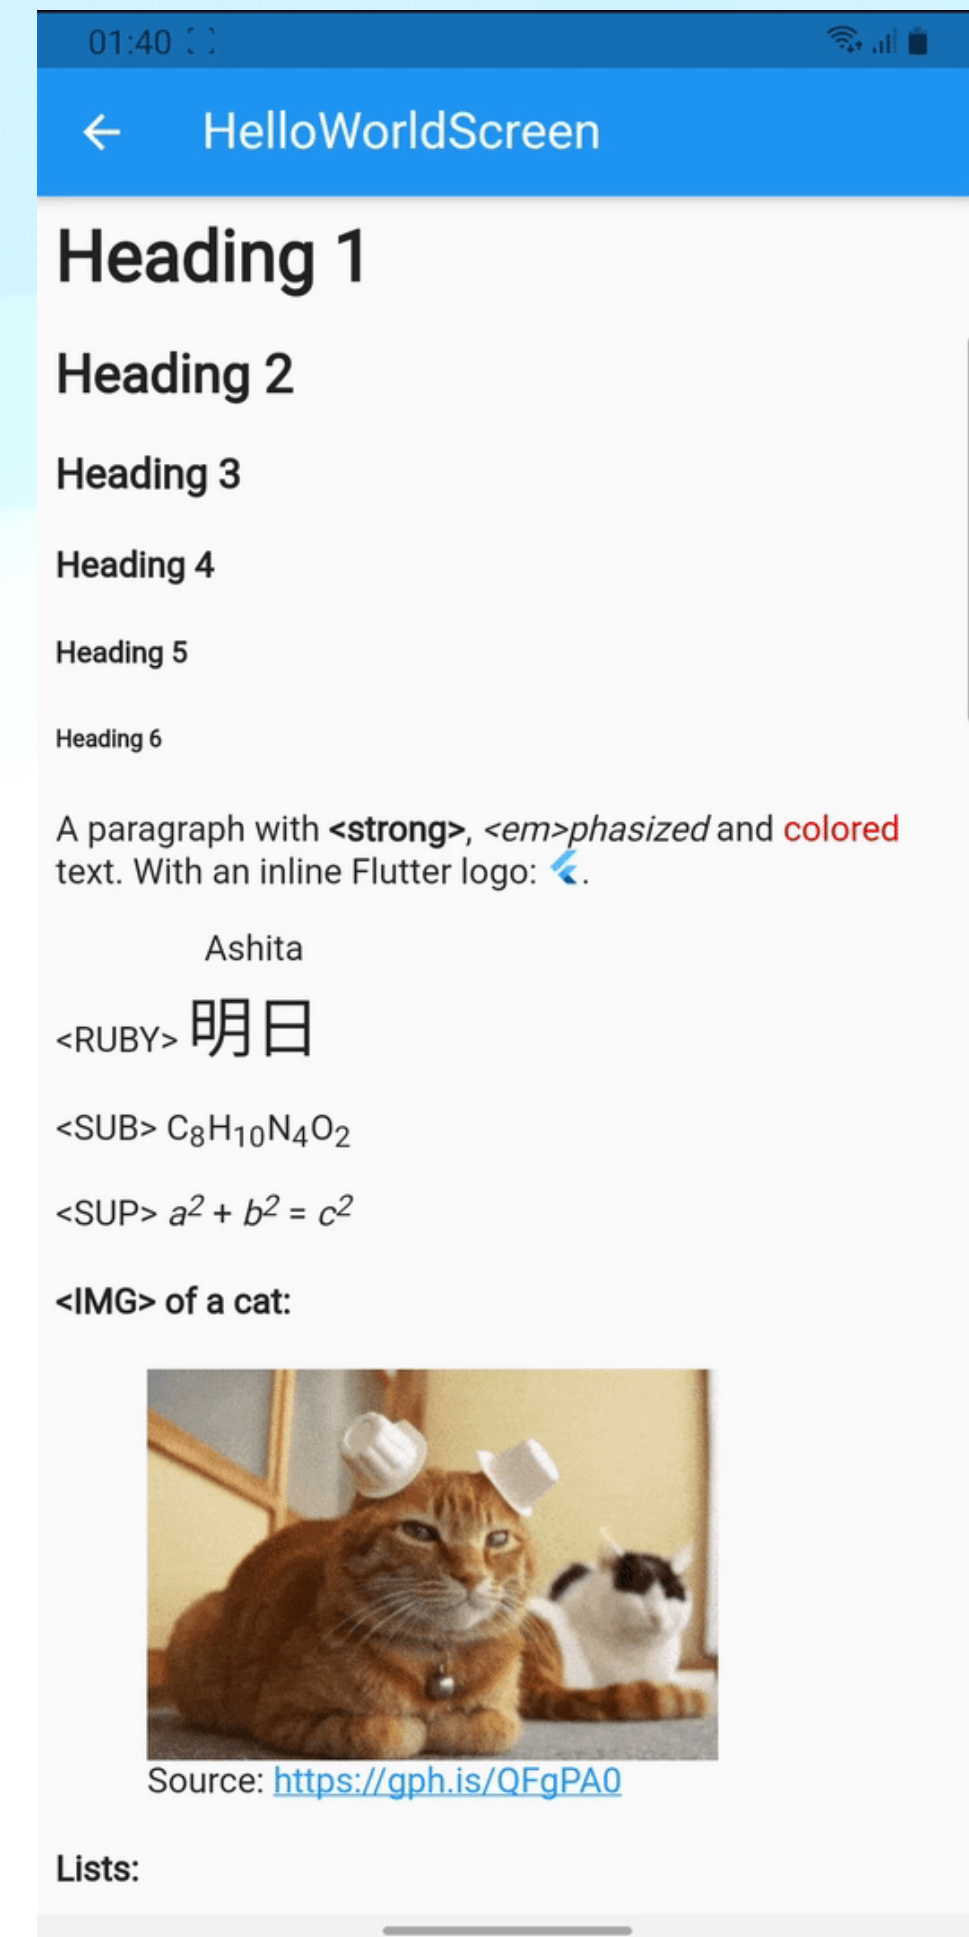 01:40
HelloWorldScreen
Heading 1
Heading 2
Heading 3
Heading 4
Heading 5
Heading 6
A paragraph with <strong>, <em>phasized and colored
text. With an inline Flutter logo: .
Ashita
<RUBY> 明日
<SUB> C₈H₁₀N₄O₂
<SUP> a² + b² = c²
<IMG> of a cat:
Source: https://gph.is/QFgPA0
Lists: